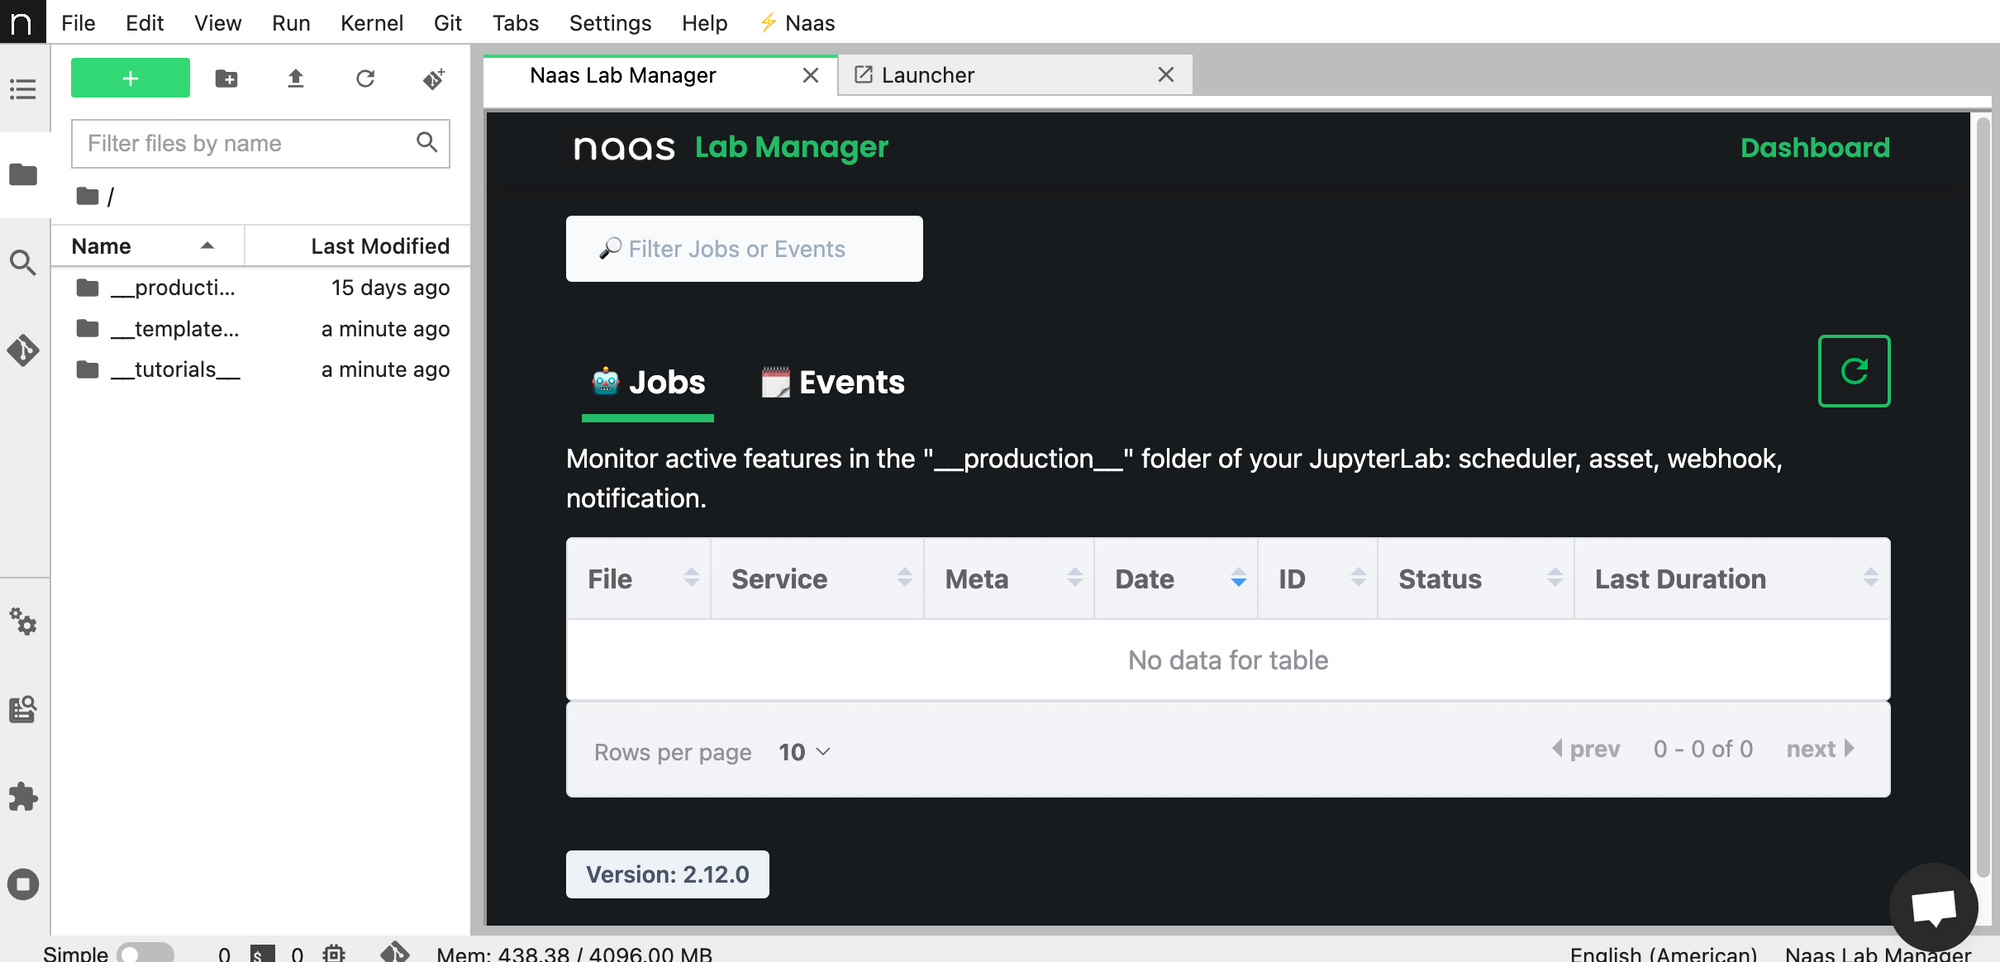 n File Edit View Run Kernel Git Tabs Settings Help ⚡ Naas
Naas Lab Manager
Launcher
Filter files by name
/
Name Last Modified
__producti... 15 days ago
__template... a minute ago
__tutorials__ a minute ago
naas Lab Manager Dashboard
Filter Jobs or Events
Jobs Events
Monitor active features in the "__production__" folder of your JupyterLab: scheduler, asset, webhook,
notification.
File Service Meta Date ID Status Last Duration
No data for table
Rows per page 10 prev 0 - 0 of 0 next
Version: 2.12.0
Simple 0 $ 0 Mem: 438.38 / 4096.00 MB English (American) Naas Lab Manager